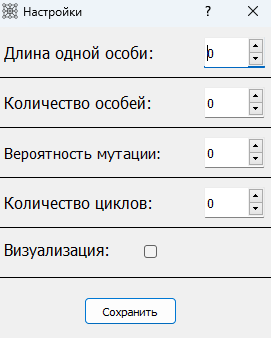 Настройки ?
Длина одной особи: 0
Количество особей: 0
Вероятность мутации: 0
Количество циклов: 0
Визуализация:
Сохранить